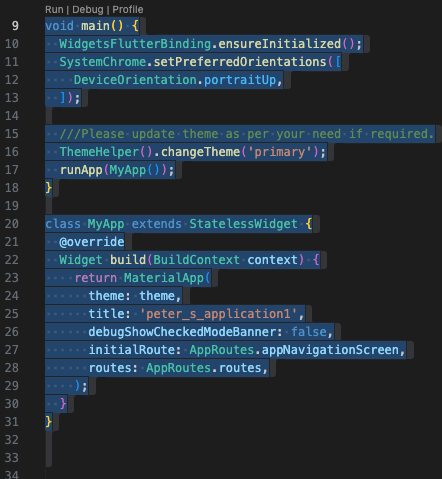 Run | Debug | Profile
9 void main() {
10   WidgetsFlutterBinding.ensureInitialized();
11   SystemChrome.setPreferredOrientations([
12     DeviceOrientation.portraitUp,
13   ]);
14
15   ///Please update theme as per your need if required.
16   ThemeHelper().changeTheme('primary');
17   runApp(MyApp());
18 }
19
20 class MyApp extends StatelessWidget {
21   @override
22   Widget build(BuildContext context) {
23     return MaterialApp(
24       theme: theme,
25       title: 'peter_s_application1',
26       debugShowCheckedModeBanner: false,
27       initialRoute: AppRoutes.appNavigationScreen,
28       routes: AppRoutes.routes,
29     );
30   }
31 }
32
33
34